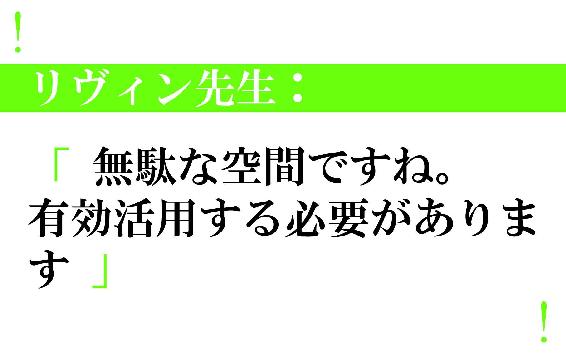 !
リヴィン先生：
「 無駄な空間ですね。
有効活用する必要がありま
す 」
!